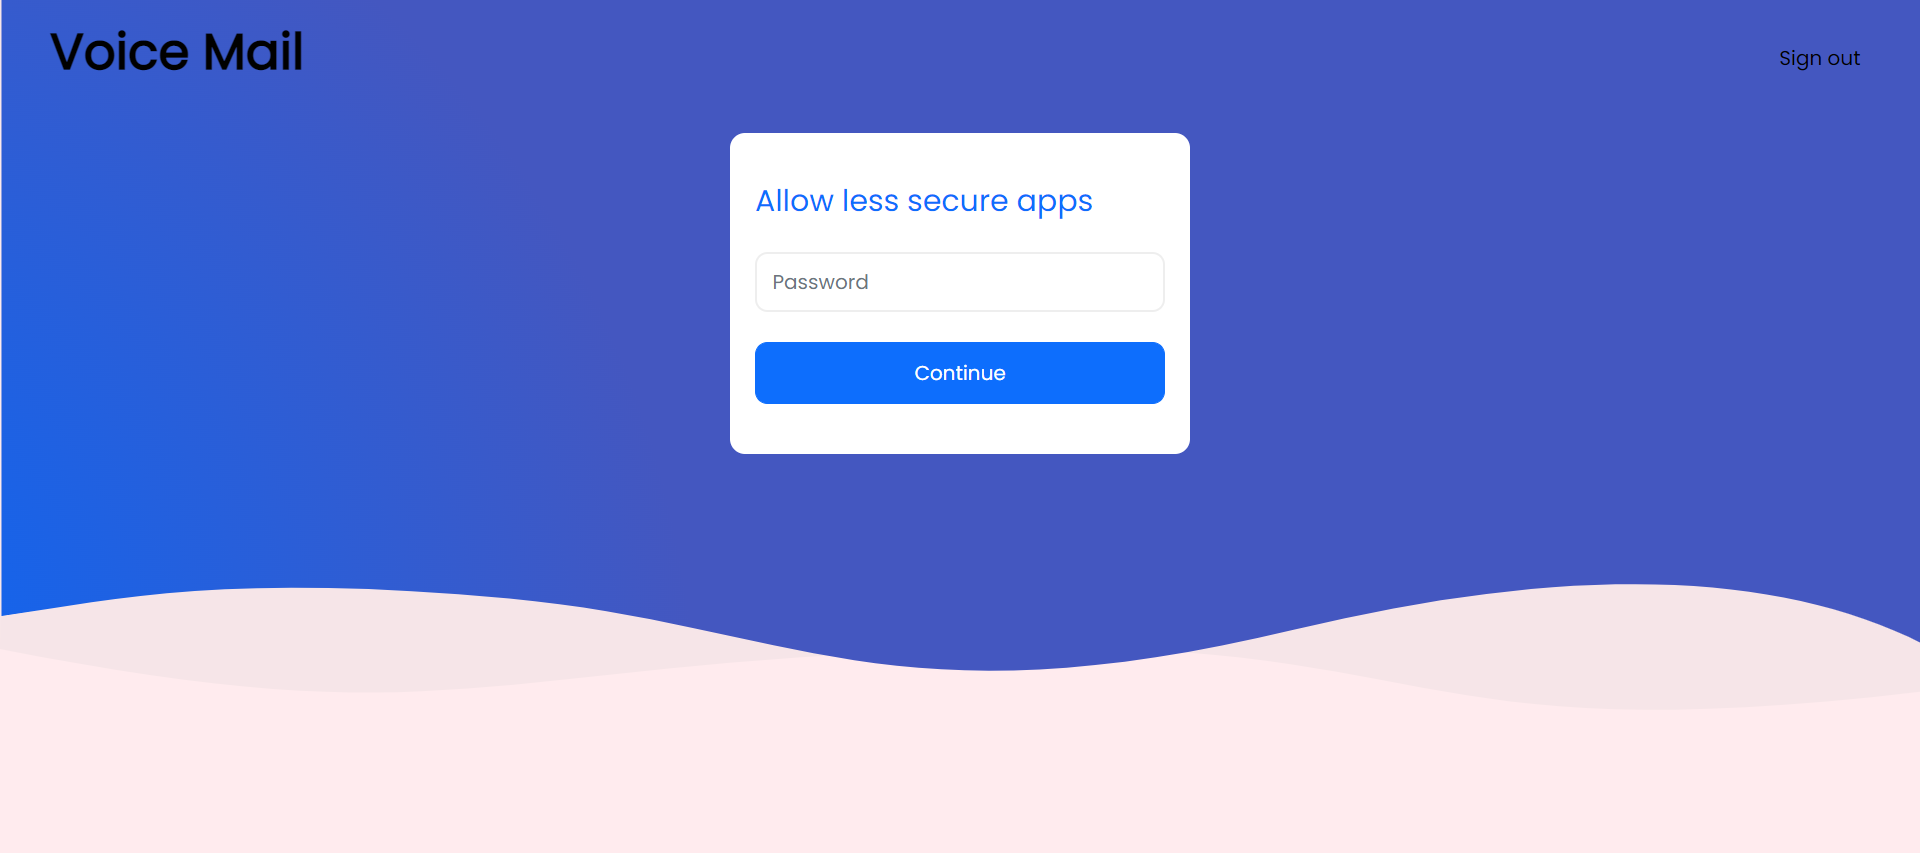 Voice Mail
Sign out
Allow less secure apps
Password
Continue